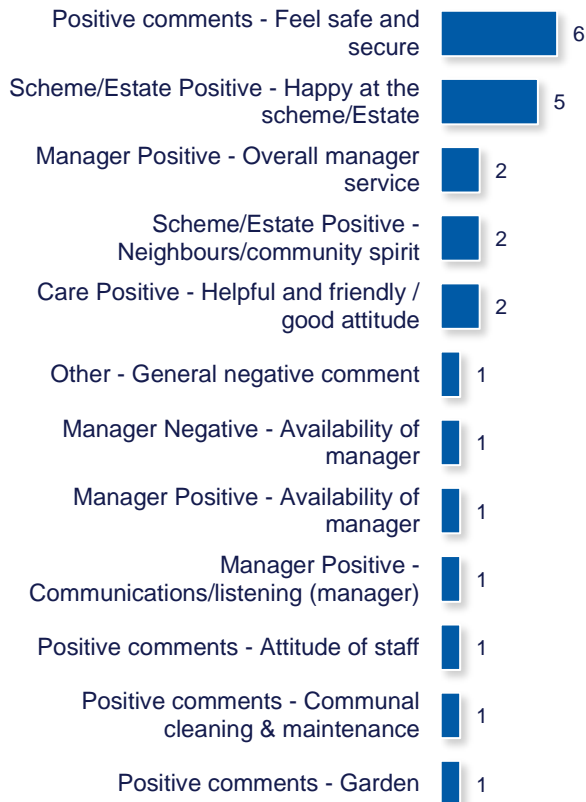 Positive comments - Feel safe and
secure
6
Scheme/Estate Positive - Happy at the
scheme/Estate
5
Manager Positive - Overall manager
service
2
Scheme/Estate Positive -
Neighbours/community spirit
2
Care Positive - Helpful and friendly /
good attitude
2
Other - General negative comment
1
Manager Negative - Availability of
manager
1
Manager Positive - Availability of
manager
1
Manager Positive -
Communications/listening (manager)
1
Positive comments - Attitude of staff
1
Positive comments - Communal
cleaning & maintenance
1
Positive comments - Garden
1